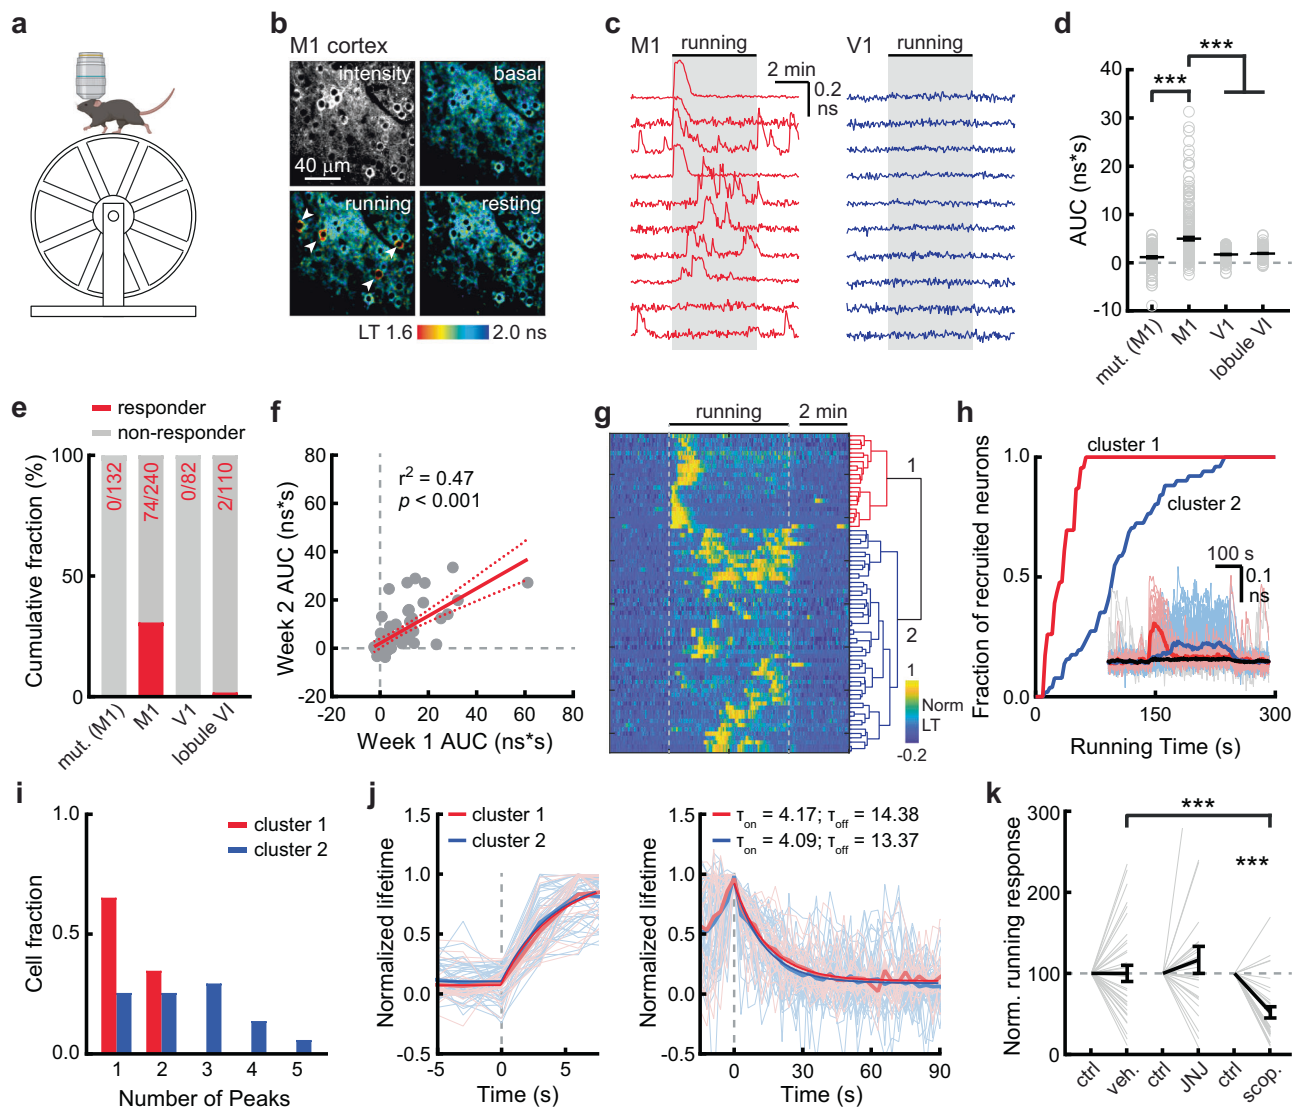 a
b
M1 cortex
intensity
basal
40 µm
running
resting
LT 1.6
2.0 ns
c
M1
running
V1
running
2 min
0.2
ns
d
***
***
AUC (ns*s)
40
30
20
10
0
-10
mut. (M1)
M1
V1
lobule VI
e
responder
non-responder
Cumulative fraction (%)
100
50
0
0/132
74/240
0/82
2/110
mut. (M1)
M1
V1
lobule VI
f
r² = 0.47
p < 0.001
Week 2 AUC (ns*s)
80
60
40
20
0
-20
-20
0
20
40
60
80
Week 1 AUC (ns*s)
g
running
2 min
1
2
1
Norm
LT
-0.2
h
cluster 1
cluster 2
Fraction of recruited neurons
1.0
0.5
0.0
100 s
0.1
ns
0
150
300
Running Time (s)
i
cluster 1
cluster 2
Cell fraction
1.0
0.5
0.0
1
2
3
4
5
Number of Peaks
j
cluster 1
cluster 2
Normalized lifetime
1.5
1.0
0.5
0.0
-0.5
-5
0
5
Time (s)
τon = 4.17; τoff = 14.38
τon = 4.09; τoff = 13.37
Normalized lifetime
1.5
1.0
0.5
0.0
-0.5
0
30
60
90
Time (s)
k
***
***
Norm. running response
300
200
100
0
ctrl
veh.
ctrl
JNJ
ctrl
scop.